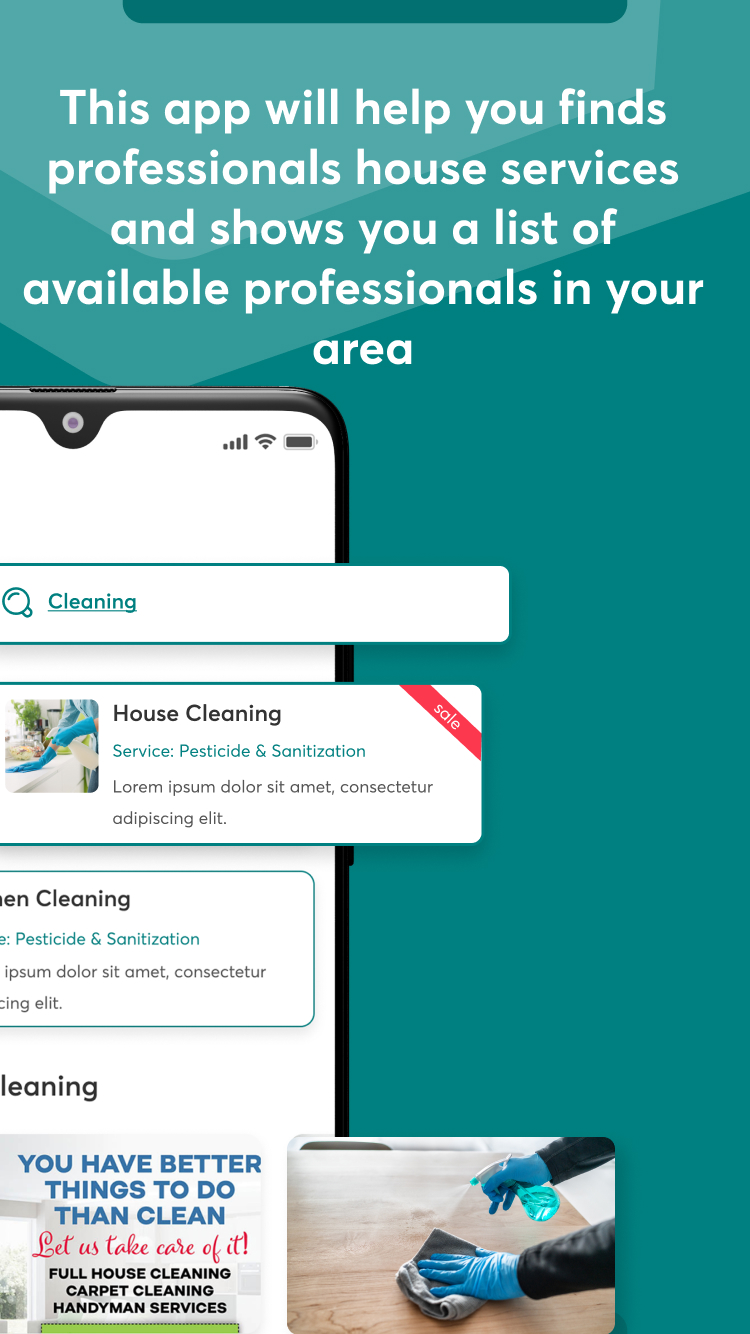 This app will help you finds
professionals house services
and shows you a list of
available professionals in your
area
Cleaning
House Cleaning
sale
Service: Pesticide & Sanitization
Lorem ipsum dolor sit amet, consectetur
adipiscing elit.
en Cleaning
e: Pesticide & Sanitization
ipsum dolor sit amet, consectetur
cing elit.
leaning
YOU HAVE BETTER
THINGS TO DO
THAN CLEAN
Let us take care of it!
FULL HOUSE CLEANING
CARPET CLEANING
HANDYMAN SERVICES